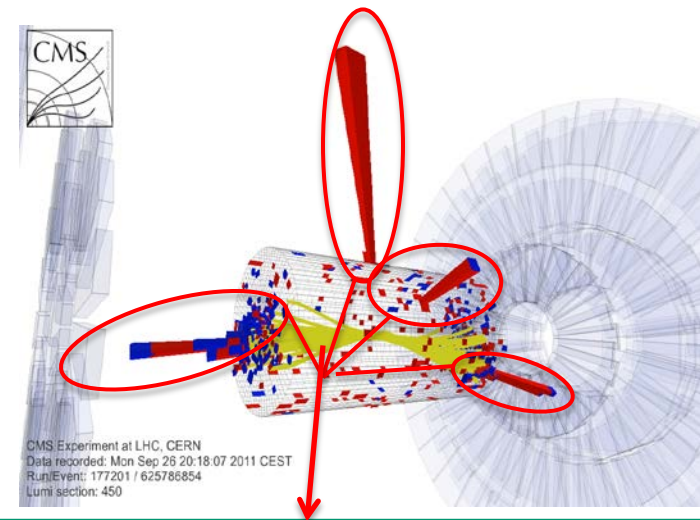 CMS
CMS Experiment at LHC, CERN
Data recorded: Mon Sep 26 20:18:07 2011 CEST
Run/Event: 177201 / 625786854
Lumi section: 450